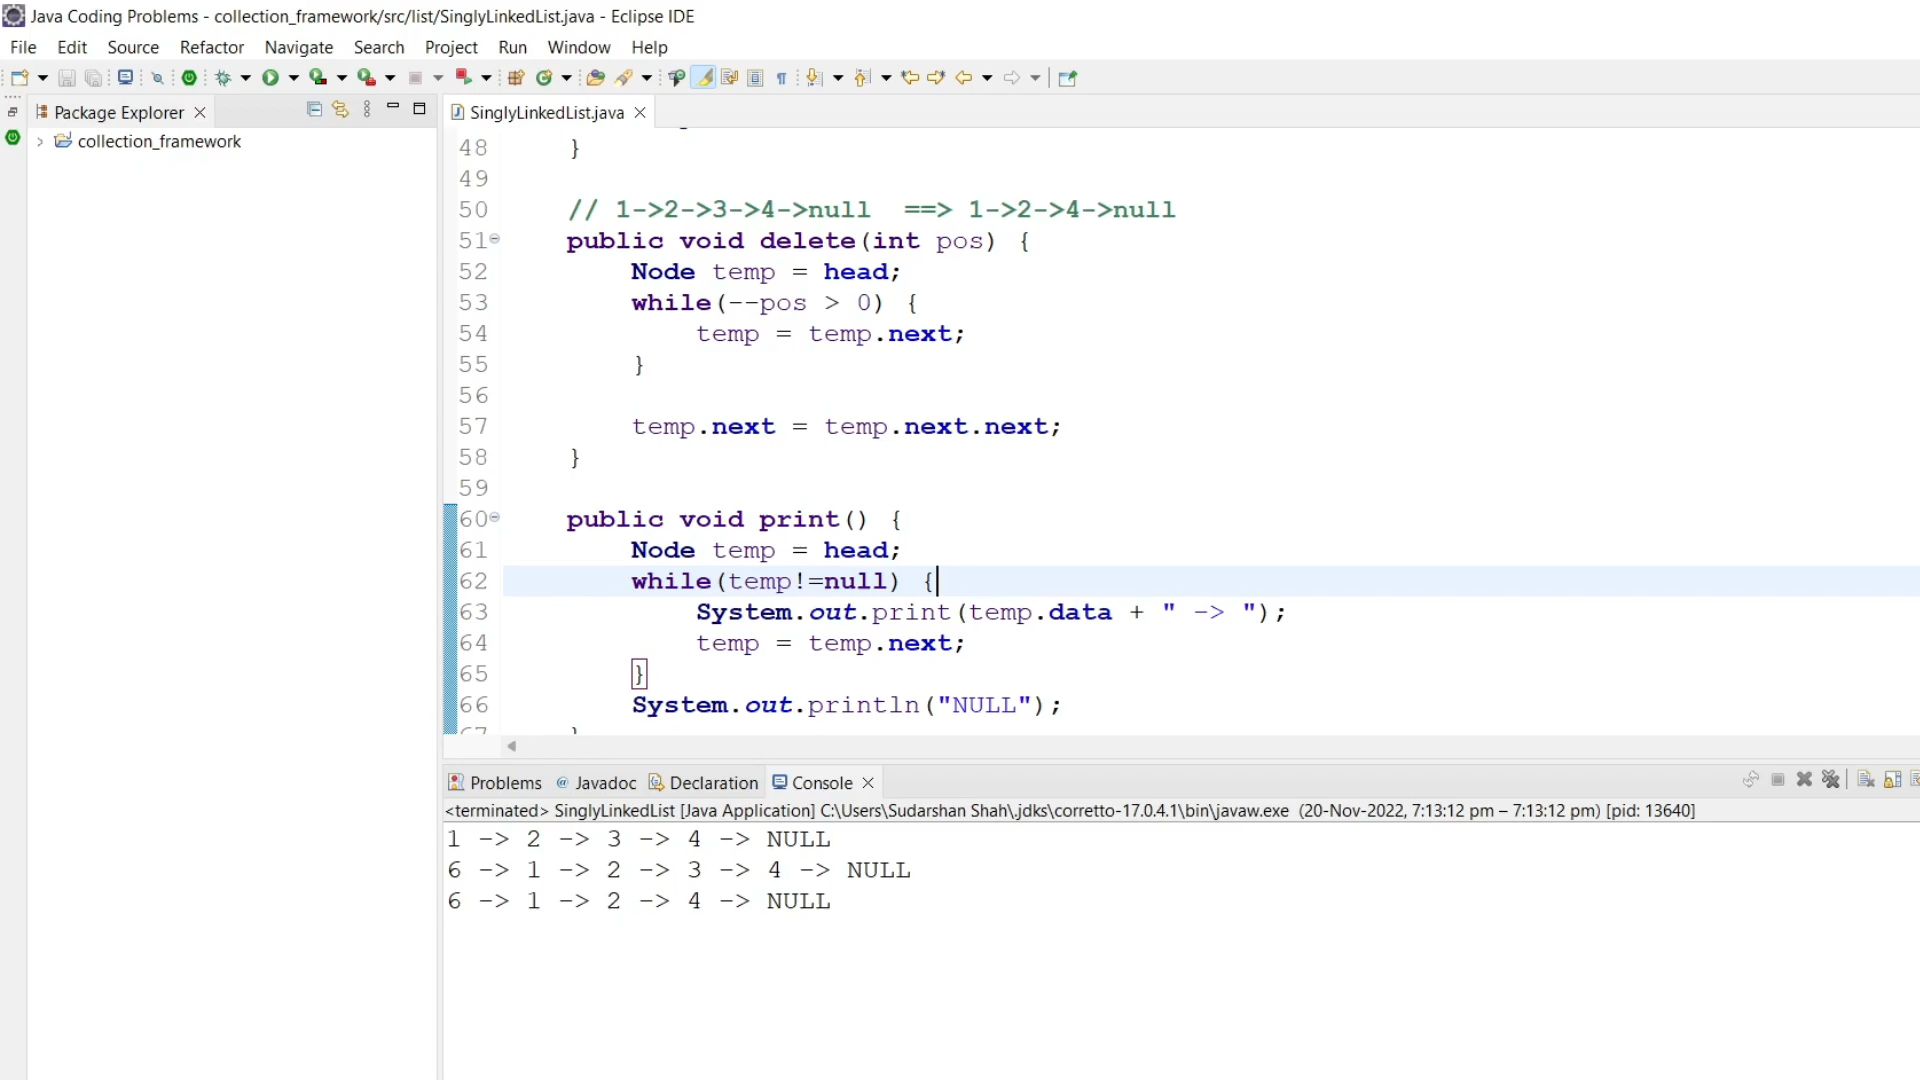 Java Coding Problems - collection_framework/src/list/SinglyLinkedList.java - Eclipse IDE
File Edit Source Refactor Navigate Search Project Run Window Help
Package Explorer
SinglyLinkedList.java
collection_framework
48 }
49
50 // 1->2->3->4->null ==> 1->2->4->null
51 public void delete(int pos) {
52 Node temp = head;
53 while(--pos > 0) {
54 temp = temp.next;
55 }
56
57 temp.next = temp.next.next;
58 }
59
60 public void print() {
61 Node temp = head;
62 while(temp!=null) {
63 System.out.print(temp.data + " -> ");
64 temp = temp.next;
65 }
66 System.out.println("NULL");
Problems @ Javadoc Declaration Console
<terminated> SinglyLinkedList [Java Application] C:\Users\Sudarshan Shah\.jdks\corretto-17.0.4.1\bin\javaw.exe (20-Nov-2022, 7:13:12 pm – 7:13:12 pm) [pid: 13640]
1 -> 2 -> 3 -> 4 -> NULL
6 -> 1 -> 2 -> 3 -> 4 -> NULL
6 -> 1 -> 2 -> 4 -> NULL